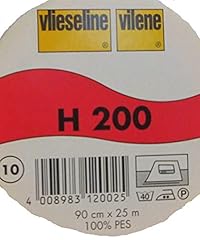 vlieseline vilene
® ®
H 200
10
40 P
4 008983 120025
90 cm x 25 m
100% PES